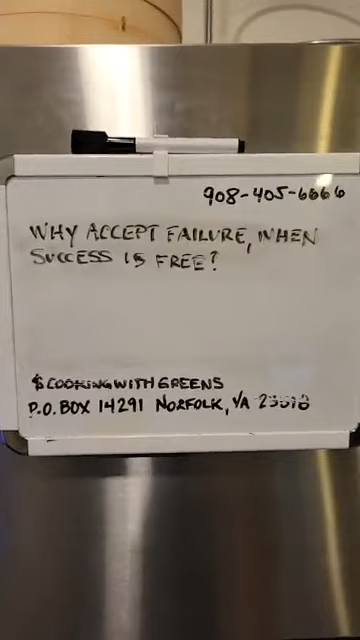 908-405-6666
WHY ACCEPT FAILURE, WHEN
SUCCESS IS FREE?
$COOKINGWITHGREENS
P.O. BOX 14291 NORFOLK, VA